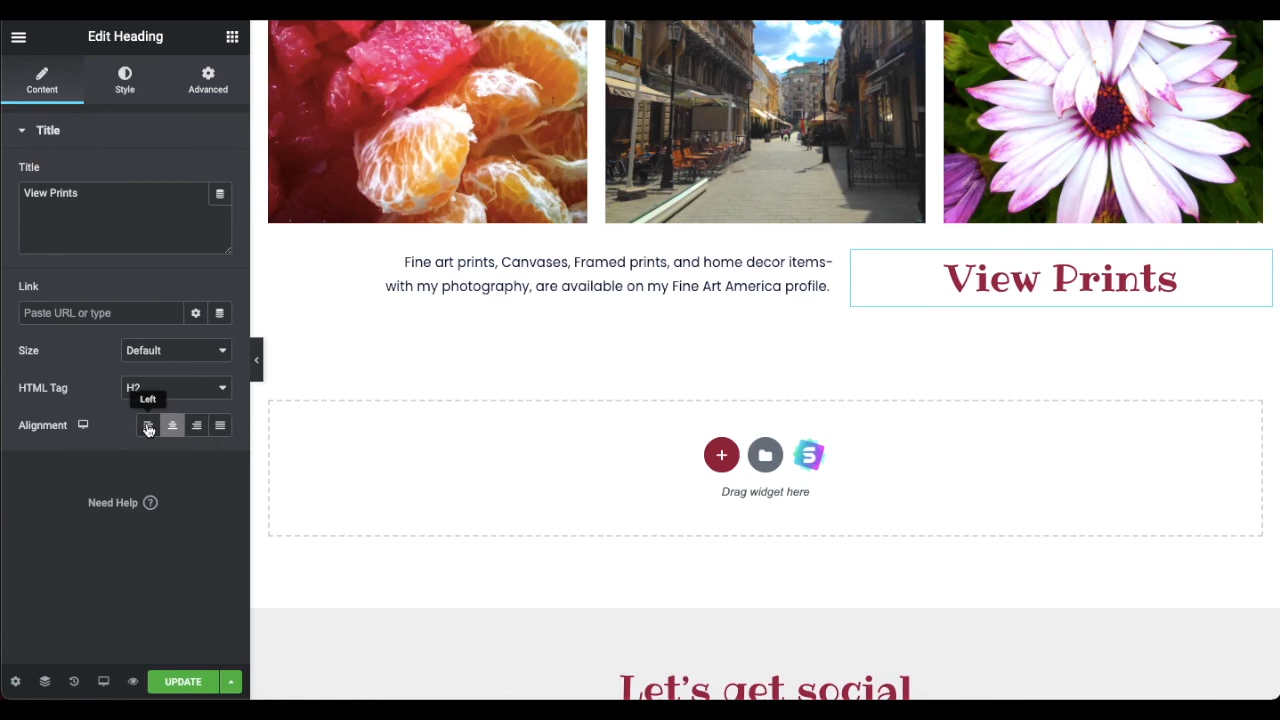 Edit Heading
Content
Style
Advanced
Title
Title
View Prints
Link
Paste URL or type
Size
Default
HTML Tag
H2
Left
Alignment
Need Help
?
UPDATE
Fine art prints, Canvases, Framed prints, and home decor items-
with my photography, are available on my Fine Art America profile.
View Prints
S
Drag widget here
Let's get social